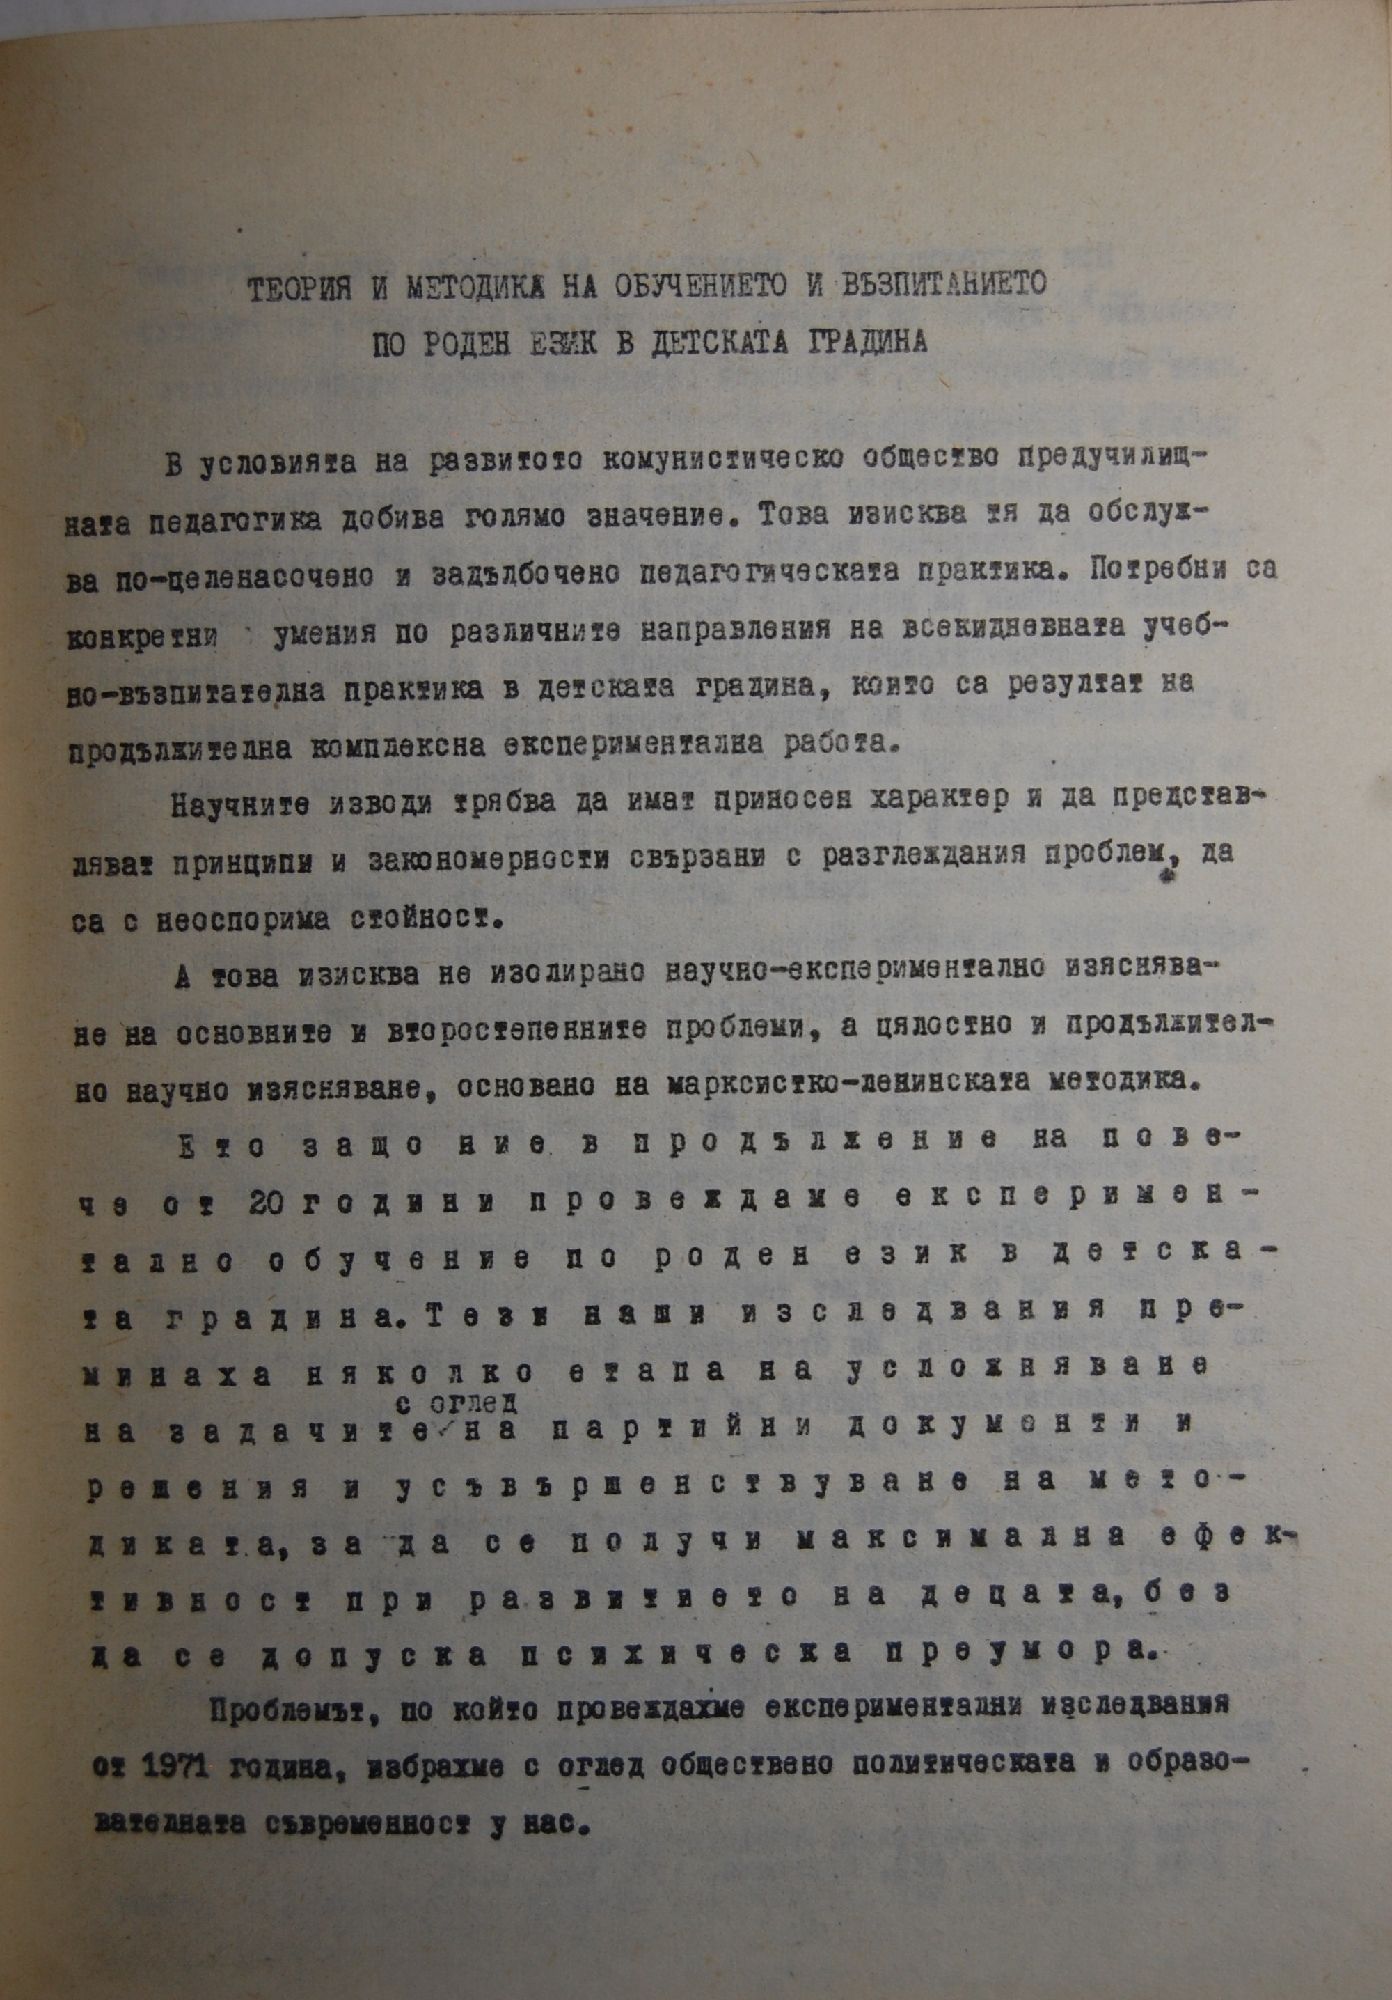 ТЕОРИЯ И МЕТОДИКА НА ОБУЧЕНИЕТО И ВЪЗПИТАНИЕТО
ПО РОДЕН ЕЗИК В ДЕТСКАТА ГРАДИНА
В условията на развитото комунистическо общество предучилищ-
ната педагогика добива голямо значение. Това изисква тя да обслуж-
ва по-целенасочено и задълбочено педагогическата практика. Потребни са
конкретни умения по различните направления на всекидневната учеб-
но-възпитателна практика в детската градина, които са резултат на
продължителна комплексна експериментална работа.
Научните изводи трябва да имат приносен характер и да представ-
ляват принципи и закономерности свързани с разглеждания проблем, да
са с неоспорима стойност.
А това изисква не изолирано научно-експериментално изяснява-
не на основните и второстепенните проблеми, а цялостно и продължител-
но научно изясняване, основано на марксистко-ленинската методика.
Ето защо ние в продължение на пове-
че от 20 години провеждаме експеримен-
тално обучение по роден език в детска-
та градина. Тези наши изследвания пре-
минаха няколко етапа на усложняване
с оглед
на задачите на партийни документи и
решения и усъвършенствуване на мето-
диката, за да се получи максимална ефек-
тивност при развитието на децата, без
да се допуска психическа преумора.
Проблемът, по който провеждахме експериментални изследвания
от 1971 година, избрахме с оглед обществено политическата и образо-
вателната съвременност у нас.